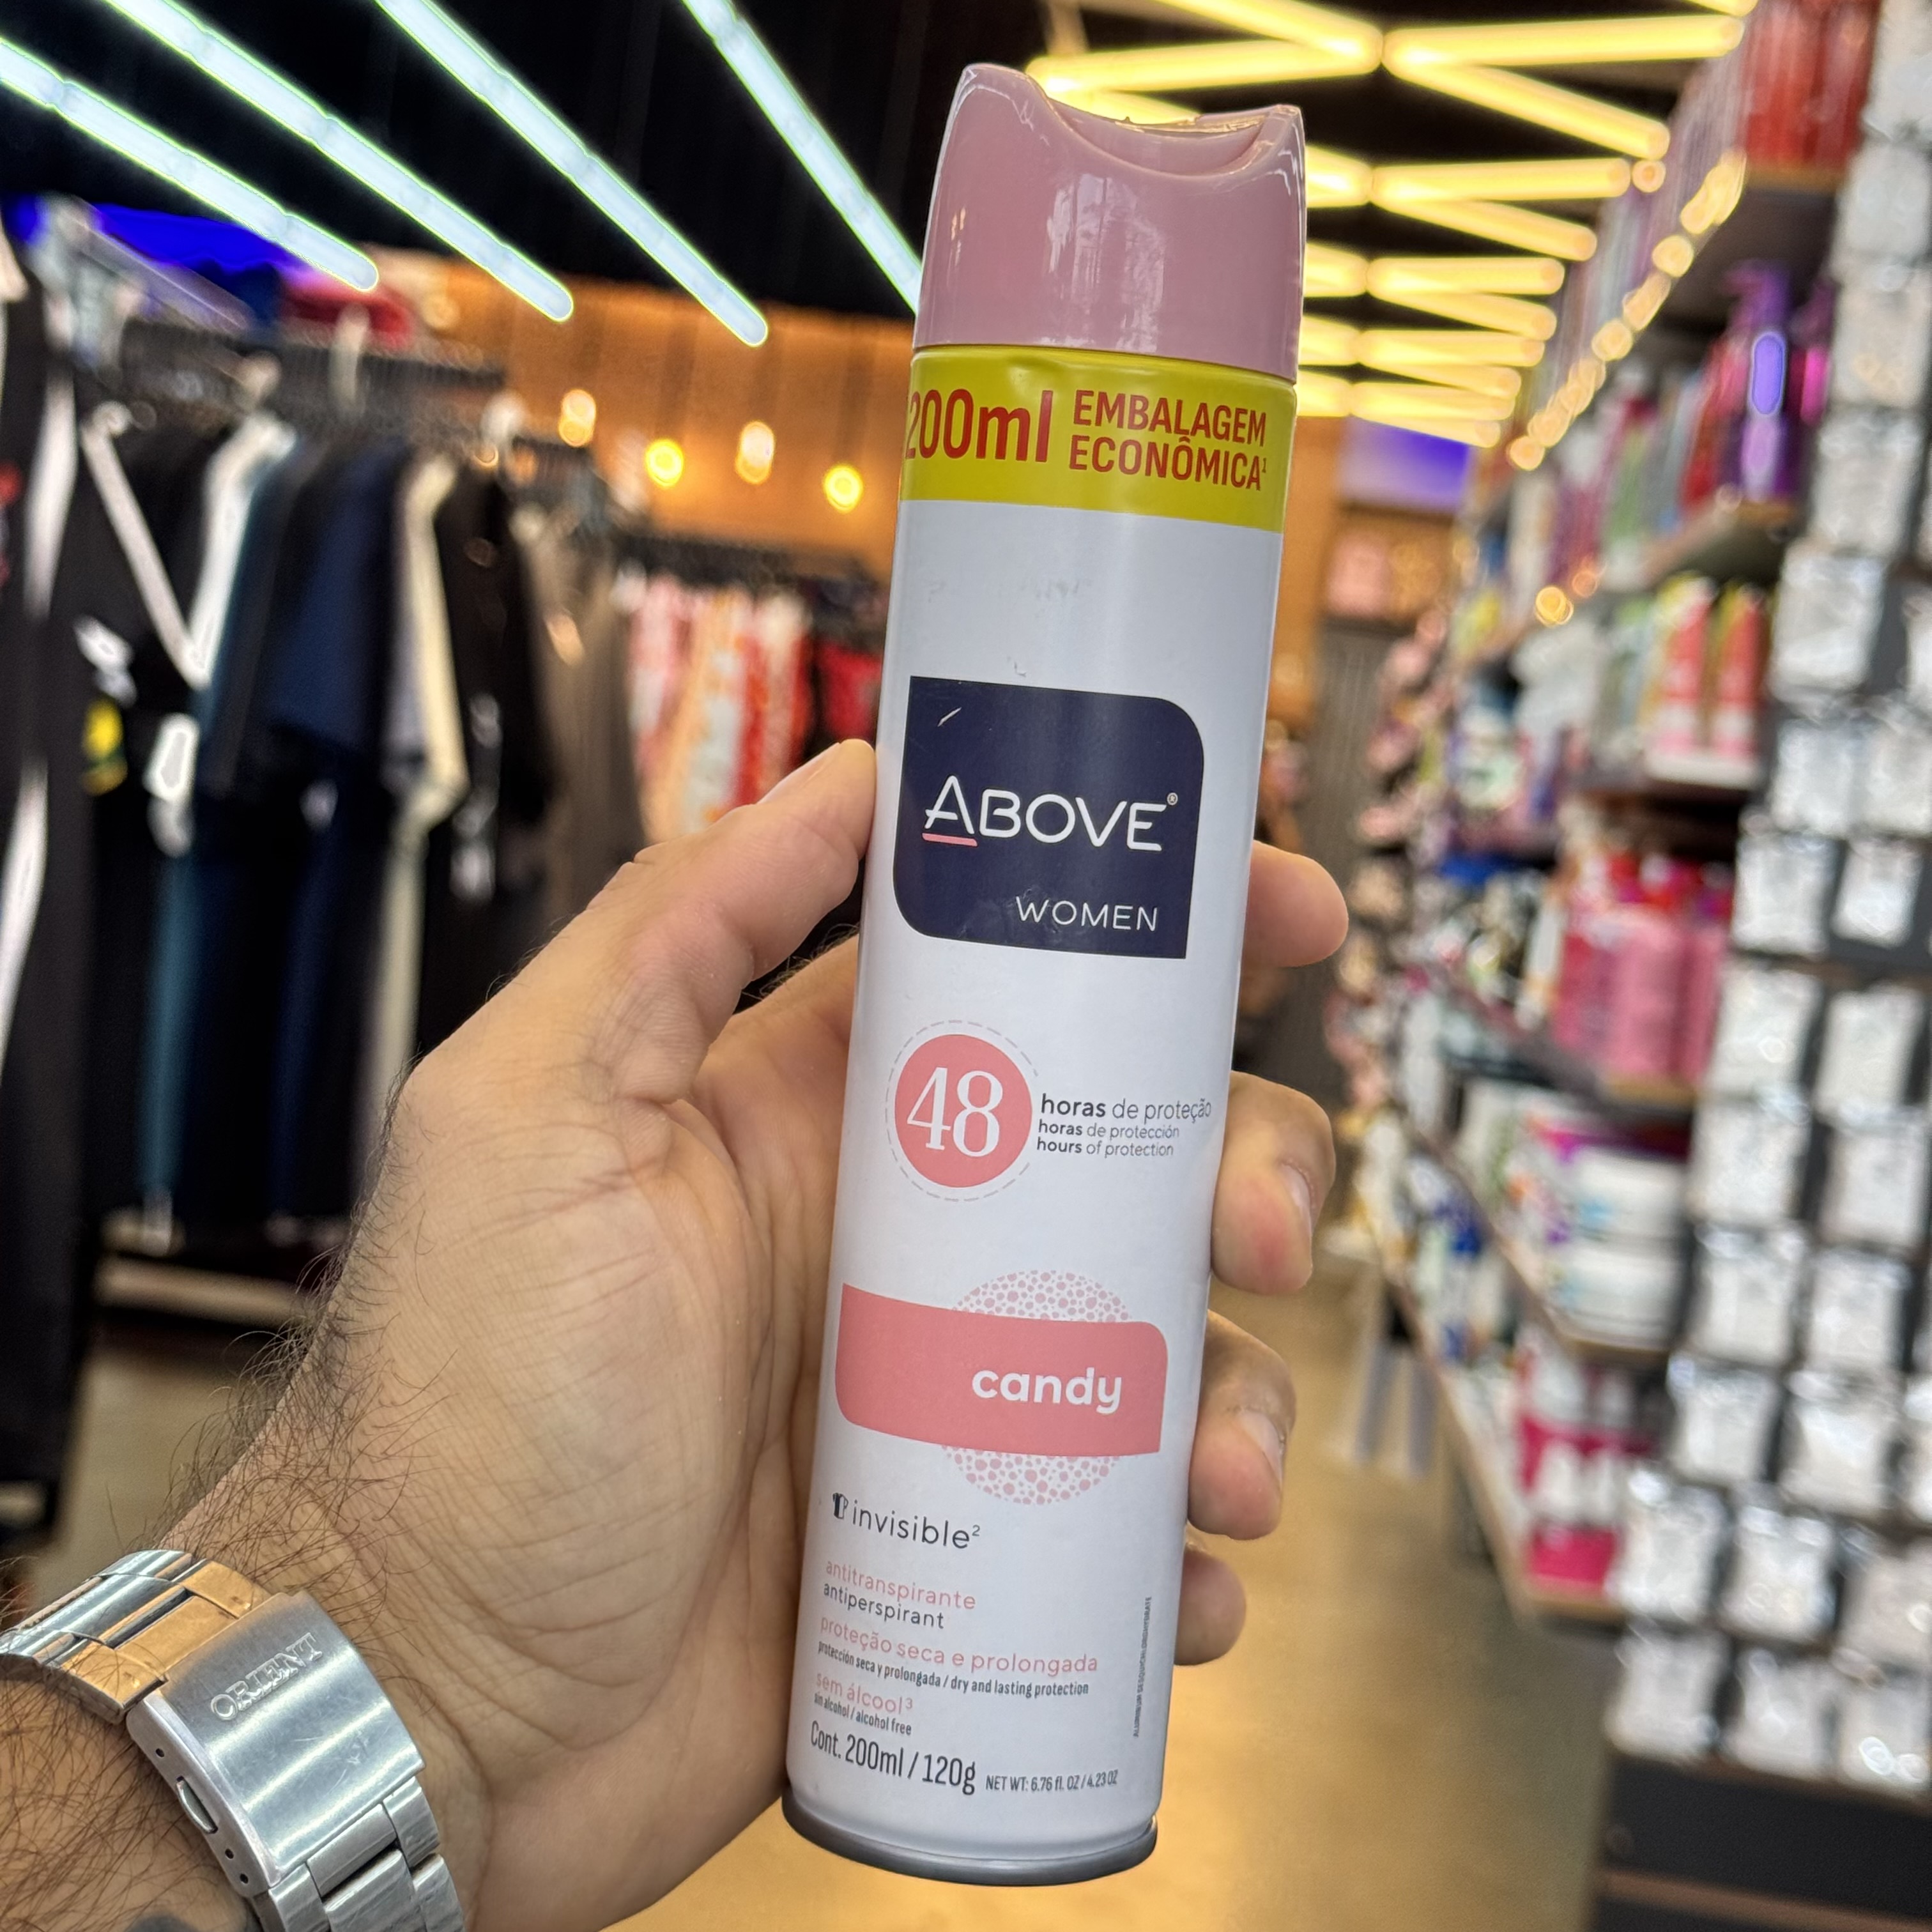 200ml EMBALAGEM
ECONÔMICA¹
ABOVE®
WOMEN
48
horas de proteção
horas de protección
hours of protection
candy
invisible²
antitranspirante
antiperspirant
proteção seca e prolongada
protección seca y prolongada / dry and lasting protection
sem álcool³
sin alcohol / alcohol free
Cont. 200ml / 120g NET WT: 6.76 fl. OZ / 4.23 OZ
ALUMINUM SESQUICHLOROHYDRATE
ORIENT